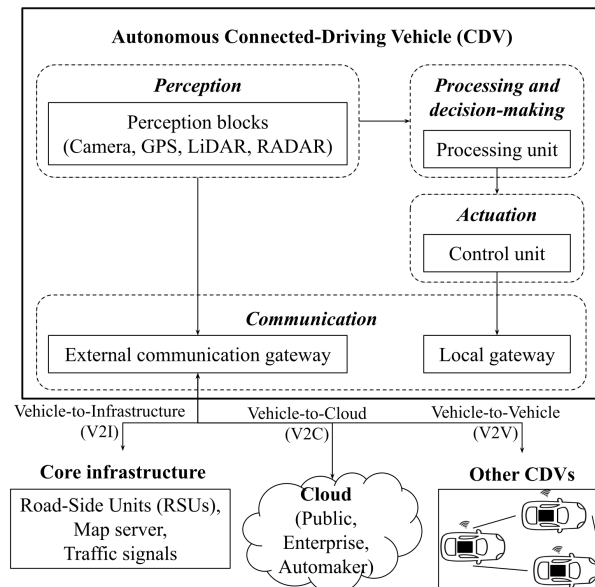 Autonomous Connected-Driving Vehicle (CDV)
Perception
Perception blocks
(Camera, GPS, LiDAR, RADAR)
Processing and
decision-making
Processing unit
Actuation
Control unit
Communication
External communication gateway
Local gateway
Vehicle-to-Infrastructure
(V2I)
Vehicle-to-Cloud
(V2C)
Vehicle-to-Vehicle
(V2V)
Core infrastructure
Road-Side Units (RSUs),
Map server,
Traffic signals
Cloud
(Public,
Enterprise,
Automaker)
Other CDVs